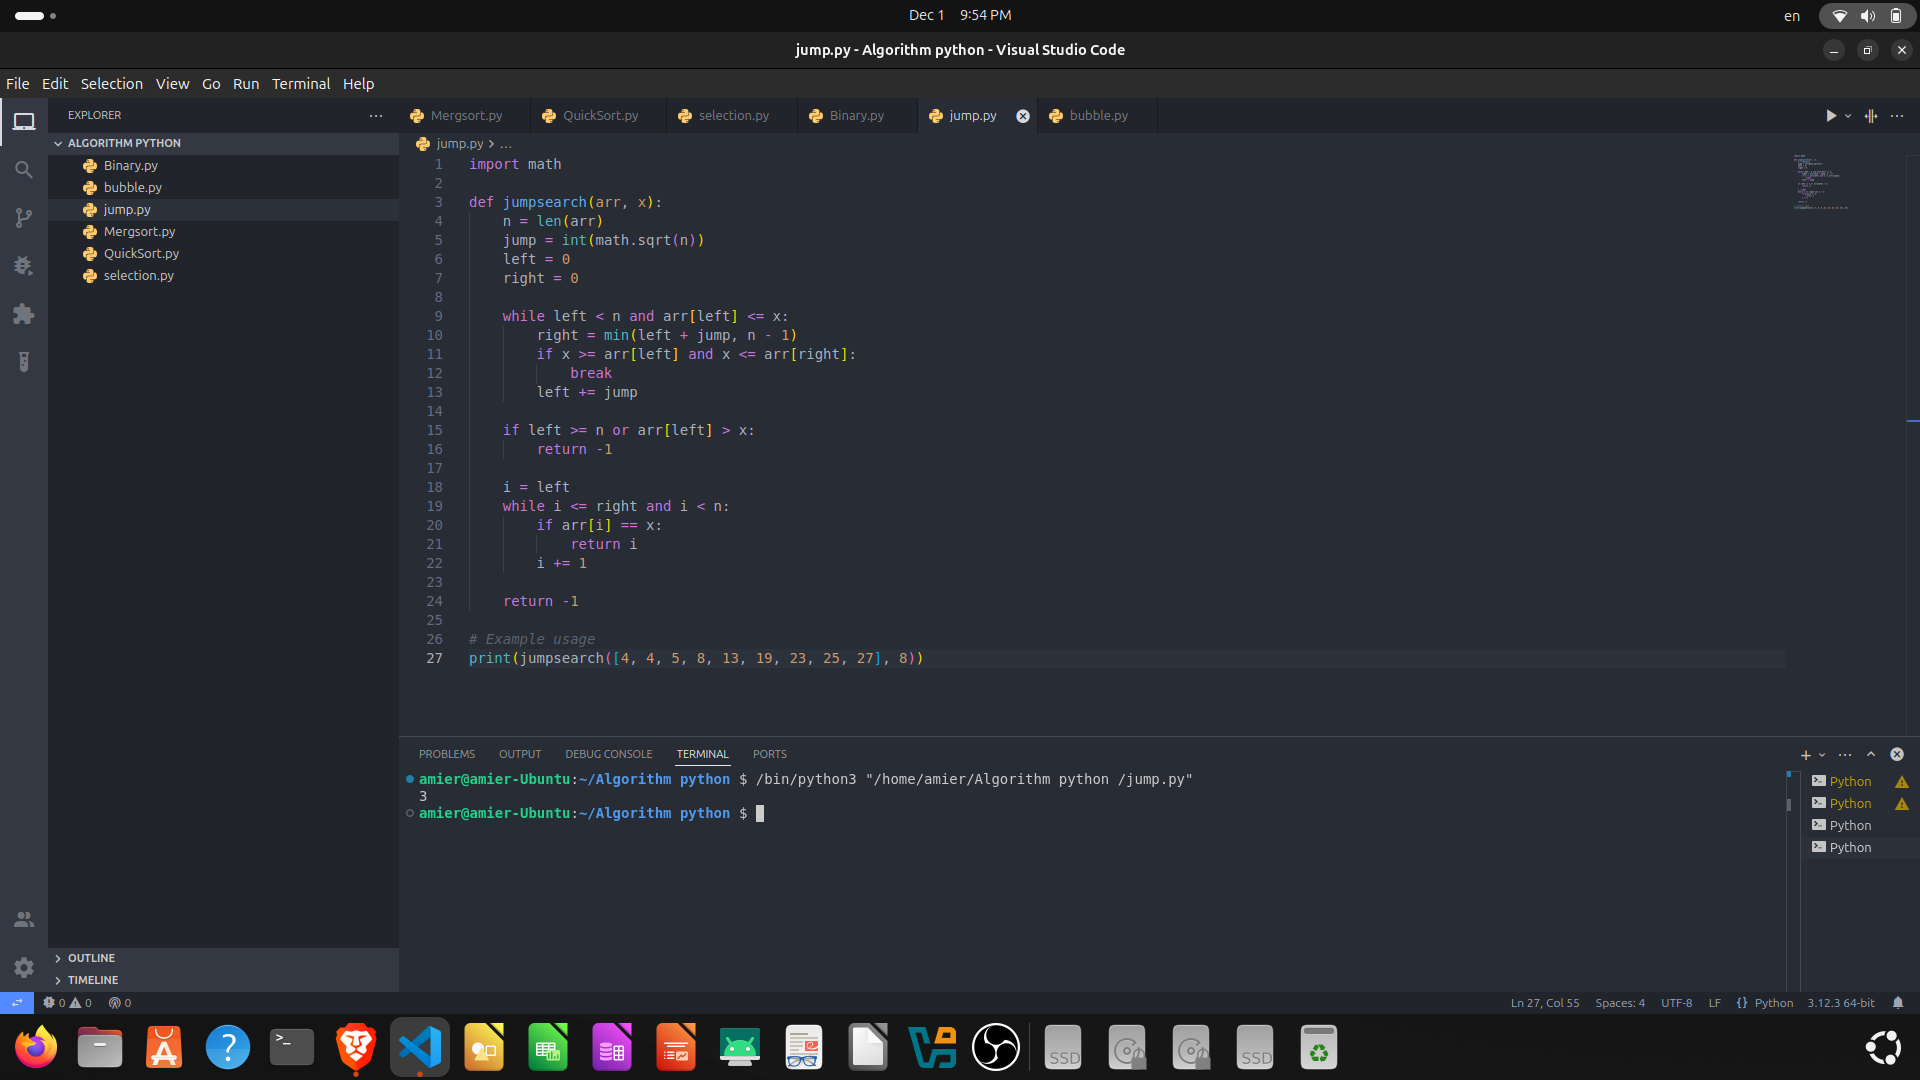 Dec 1 9:54 PM
en
jump.py - Algorithm python - Visual Studio Code
File Edit Selection View Go Run Terminal Help
EXPLORER
Mergsort.py QuickSort.py selection.py Binary.py jump.py bubble.py
ALGORITHM PYTHON
Binary.py
bubble.py
jump.py
Mergsort.py
QuickSort.py
selection.py
jump.py > ...
1 import math
2
3 def jumpsearch(arr, x):
4     n = len(arr)
5     jump = int(math.sqrt(n))
6     left = 0
7     right = 0
8
9     while left < n and arr[left] <= x:
10         right = min(left + jump, n - 1)
11         if x >= arr[left] and x <= arr[right]:
12             break
13         left += jump
14
15     if left >= n or arr[left] > x:
16         return -1
17
18     i = left
19     while i <= right and i < n:
20         if arr[i] == x:
21             return i
22         i += 1
23
24     return -1
25
26 # Example usage
27 print(jumpsearch([4, 4, 5, 8, 13, 19, 23, 25, 27], 8))
PROBLEMS OUTPUT DEBUG CONSOLE TERMINAL PORTS
amier@amier-Ubuntu:~/Algorithm python $ /bin/python3 "/home/amier/Algorithm python /jump.py"
3
amier@amier-Ubuntu:~/Algorithm python $
Python
Python
Python
Python
OUTLINE
TIMELINE
0 0 0
Ln 27, Col 55 Spaces: 4 UTF-8 LF {} Python 3.12.3 64-bit
SSD SSD